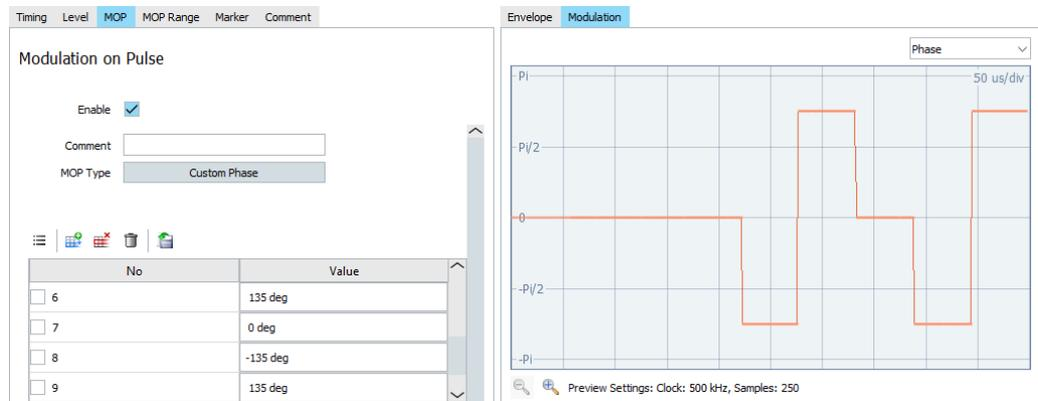 Timing Level MOP MOP Range Marker Comment
Modulation on Pulse
Enable
Comment
MOP Type Custom Phase
No Value
6 135 deg
7 0 deg
8 -135 deg
9 135 deg
Envelope Modulation
Phase
Pi 50 us/div
Pi/2
0
-Pi/2
-Pi
Preview Settings: Clock: 500 kHz, Samples: 250